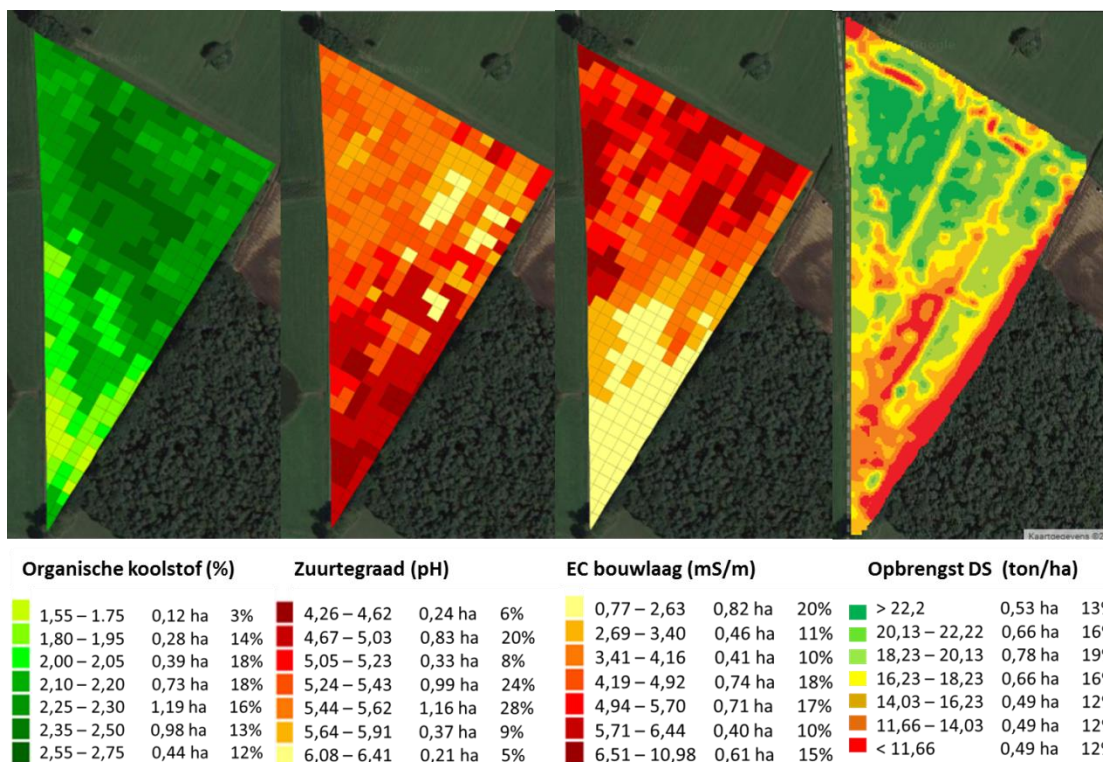 Organische koolstof (%)
1,55 – 1.75 0,12 ha 3%
1,80 – 1,95 0,28 ha 14%
2,00 – 2,05 0,39 ha 18%
2,10 – 2,20 0,73 ha 18%
2,25 – 2,30 1,19 ha 16%
2,35 – 2,50 0,98 ha 13%
2,55 – 2,75 0,44 ha 12%
Zuurtegraad (pH)
4,26 – 4,62 0,24 ha 6%
4,67 – 5,03 0,83 ha 20%
5,05 – 5,23 0,33 ha 8%
5,24 – 5,43 0,99 ha 24%
5,44 – 5,62 1,16 ha 28%
5,64 – 5,91 0,37 ha 9%
6,08 – 6,41 0,21 ha 5%
EC bouwlaag (mS/m)
0,77 – 2,63 0,82 ha 20%
2,69 – 3,40 0,46 ha 11%
3,41 – 4,16 0,41 ha 10%
4,19 – 4,92 0,74 ha 18%
4,94 – 5,70 0,71 ha 17%
5,71 – 6,44 0,40 ha 10%
6,51 – 10,98 0,61 ha 15%
Kaartgegevens ©2
Opbrengst DS (ton/ha)
> 22,2 0,53 ha 13%
20,13 – 22,22 0,66 ha 16%
18,23 – 20,13 0,78 ha 19%
16,23 – 18,23 0,66 ha 16%
14,03 – 16,23 0,49 ha 12%
11,66 – 14,03 0,49 ha 12%
< 11,66 0,49 ha 12%